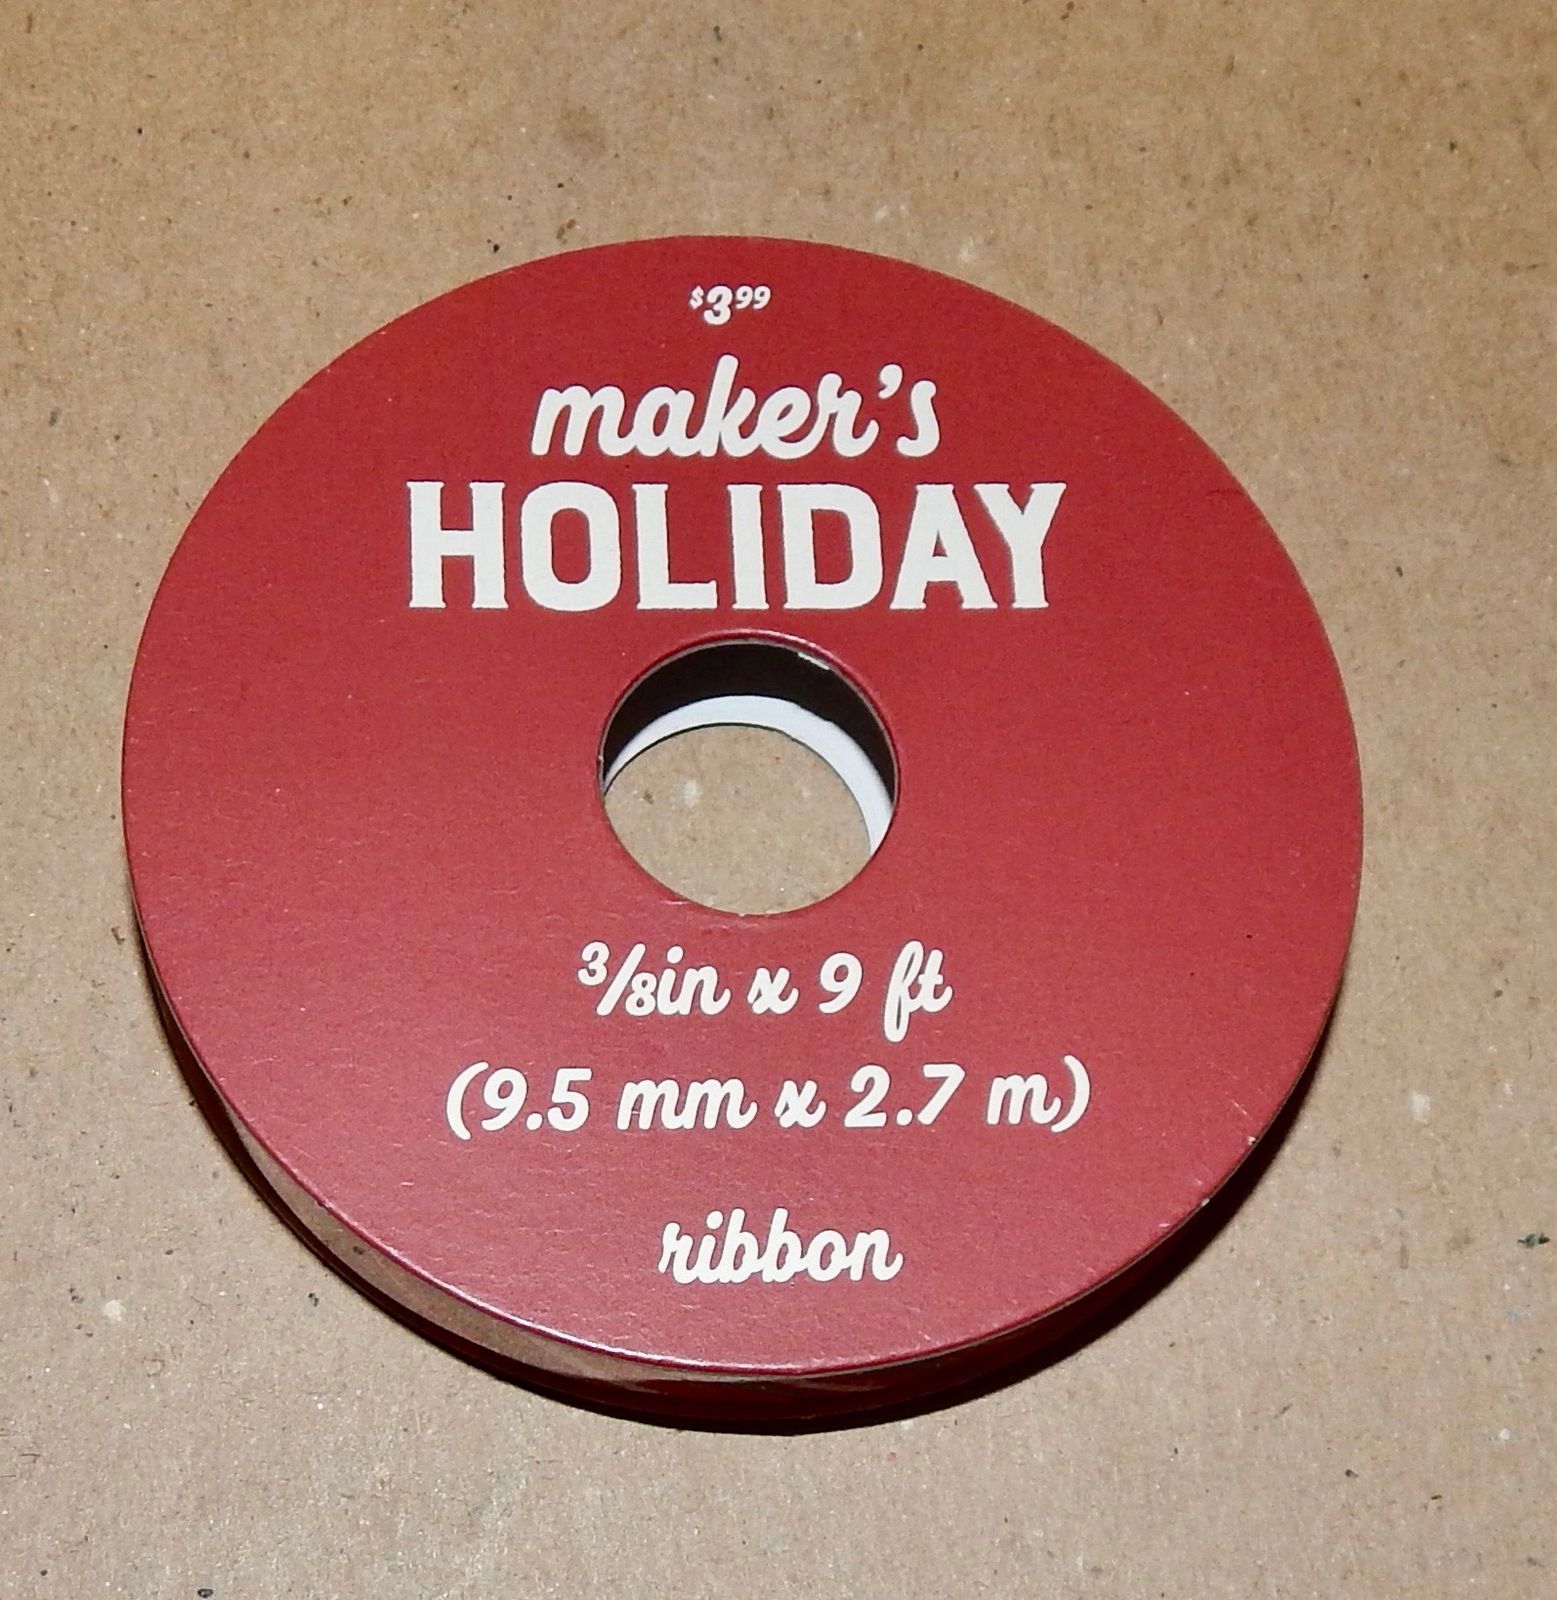 $3.99
maker's
HOLIDAY
3/8in x 9 ft
(9.5 mm x 2.7 m)
ribbon